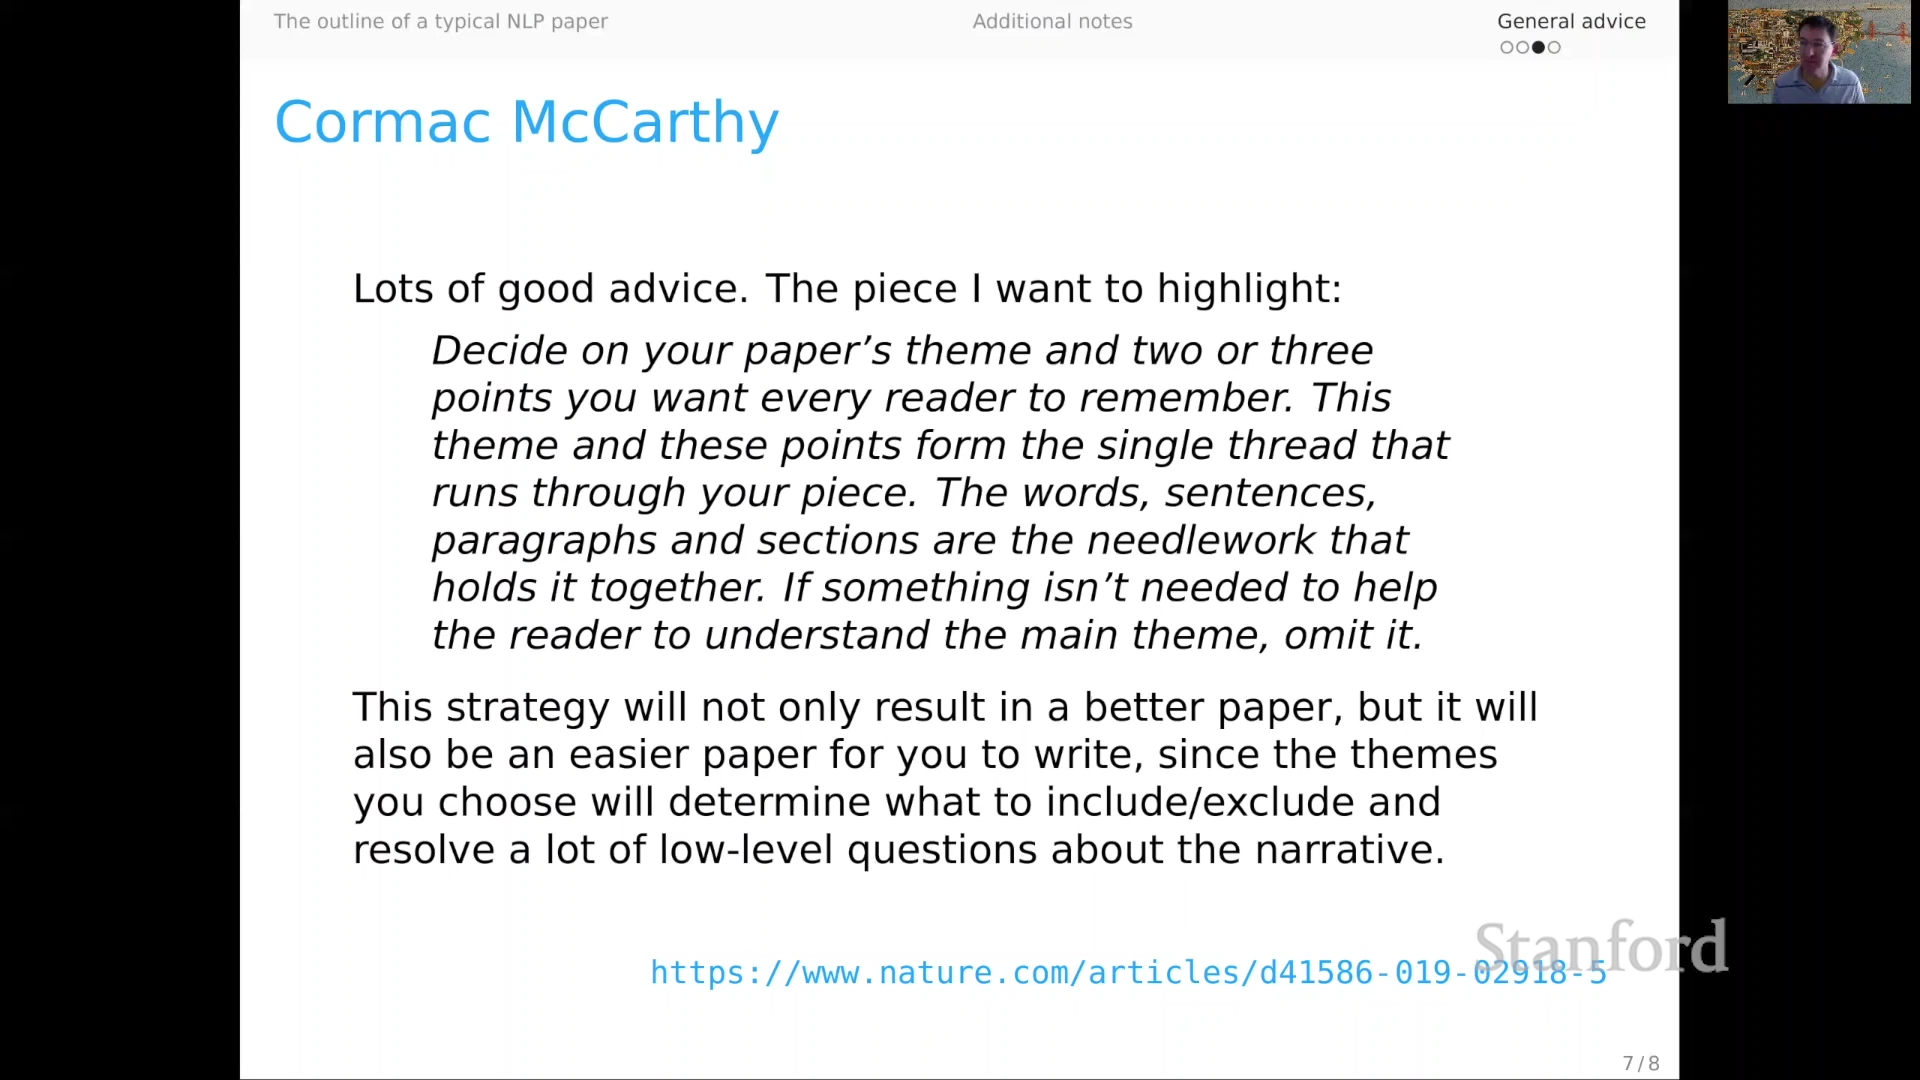 The outline of a typical NLP paper
Additional notes
General advice
Cormac McCarthy
Lots of good advice. The piece I want to highlight:
Decide on your paper’s theme and two or three
points you want every reader to remember. This
theme and these points form the single thread that
runs through your piece. The words, sentences,
paragraphs and sections are the needlework that
holds it together. If something isn’t needed to help
the reader to understand the main theme, omit it.
This strategy will not only result in a better paper, but it will
also be an easier paper for you to write, since the themes
you choose will determine what to include/exclude and
resolve a lot of low-level questions about the narrative.
Stanford
https://www.nature.com/articles/d41586-019-02918-5
7/8